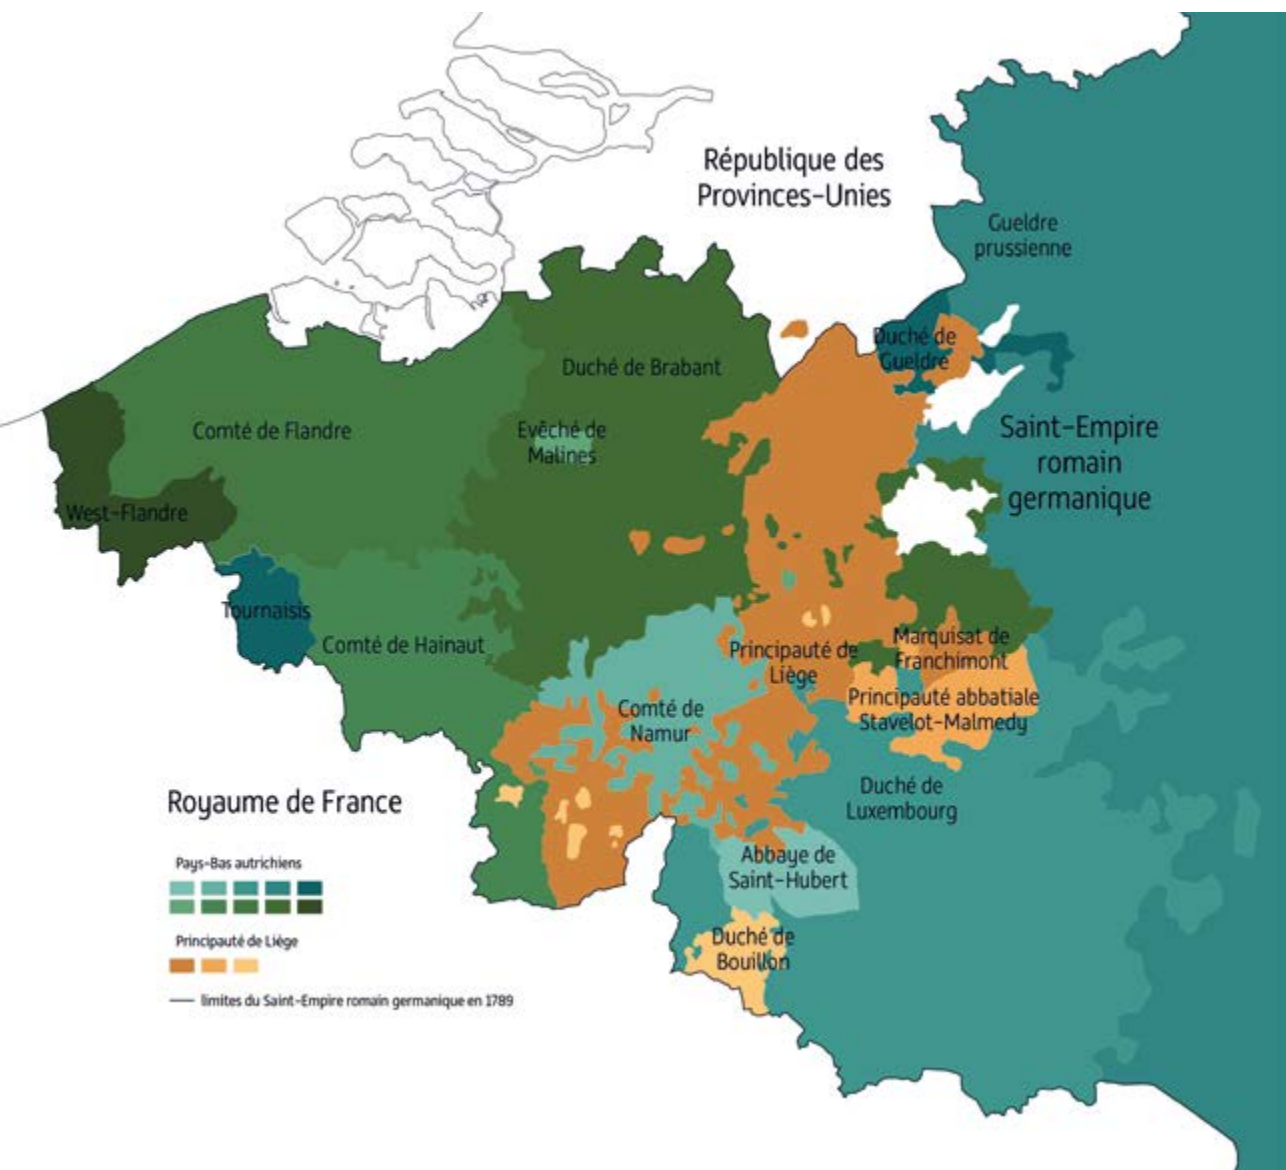 République des
Provinces-Unies
Gueldre
prussienne
Duché de
Gueldre
Duché de Brabant
Comté de Flandre
Evêché de
Malines
Saint-Empire
romain
germanique
West-Flandre
Tournaisis
Comté de Hainaut
Principauté de
Liège
Marquisat de
Franchimont
Principauté abbatiale
Stavelot-Malmedy
Comté de
Namur
Duché de
Luxembourg
Royaume de France
Abbaye de
Saint-Hubert
Duché de
Bouillon
Pays-Bas autrichiens
Principauté de Liège
limites du Saint-Empire romain germanique en 1789